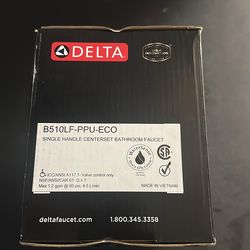 DELTA
INNOVATION
B510LF-PPU-ECO
SINGLE HANDLE CENTERSET BATHROOM FAUCET
WaterSense
ICC/ANSI A117.1- Valve control only
NSF/ANSI/CAN 61: Q ≤ 1
Max 1.2 gpm @ 60 psi, 4.5 L/min
MADE IN VIETNAM
deltafaucet.com
1.800.345.3358